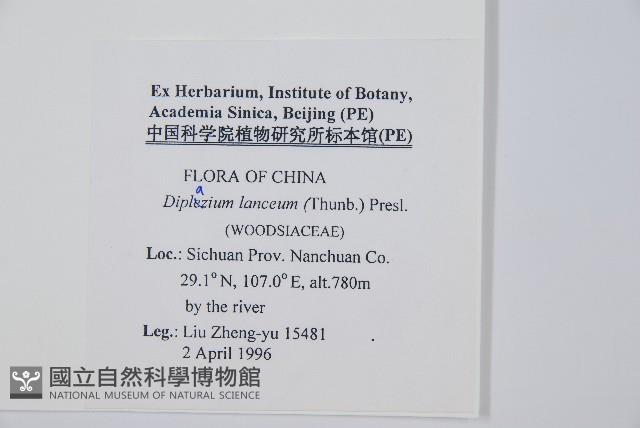 Ex Herbarium, Institute of Botany,
Academia Sinica, Beijing (PE)
中国科学院植物研究所标本馆(PE)
FLORA OF CHINA
a
Diplezium lanceum (Thunb.) Presl.
(WOODSIACEAE)
Loc.: Sichuan Prov. Nanchuan Co.
29.1°N, 107.0°E, alt.780m
by the river
Leg.: Liu Zheng-yu 15481
2 April 1996
國立自然科學博物館
NATIONAL MUSEUM OF NATURAL SCIENCE